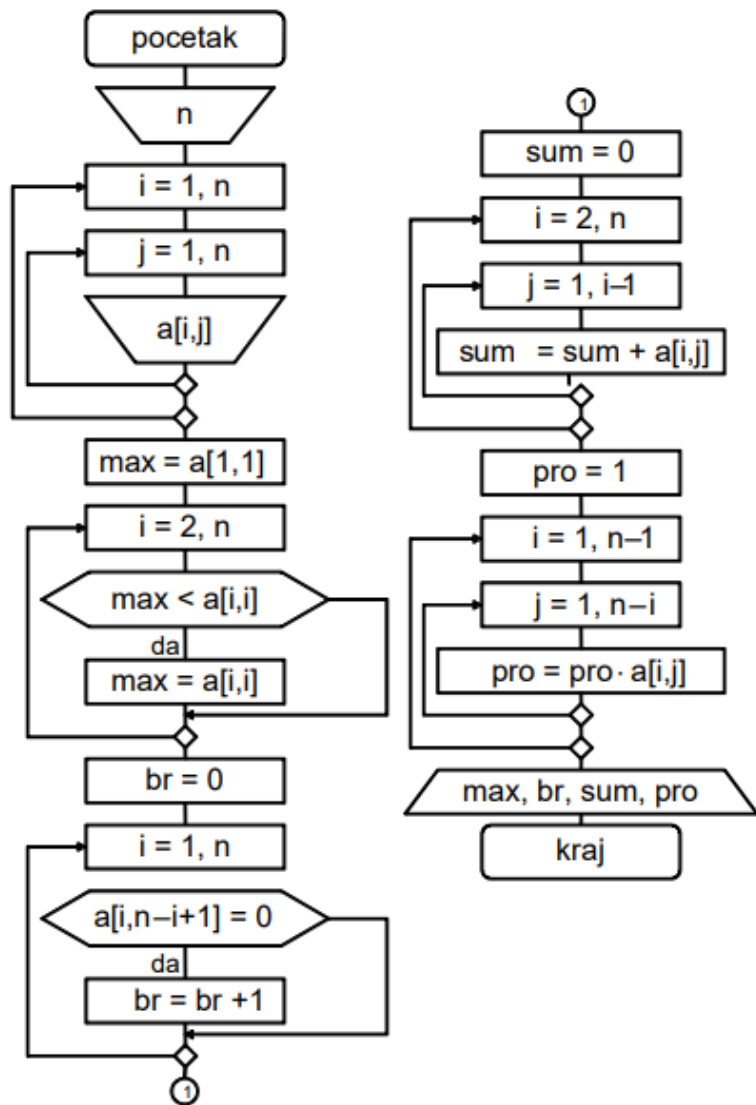 pocetak
n
i = 1, n
j = 1, n
a[i,j]
max = a[1,1]
i = 2, n
max < a[i,i]
da
max = a[i,i]
br = 0
i = 1, n
a[i,n–i+1] = 0
da
br = br +1
1
1
sum = 0
i = 2, n
j = 1, i–1
sum = sum + a[i,j]
pro = 1
i = 1, n–1
j = 1, n–i
pro = pro · a[i,j]
max, br, sum, pro
kraj